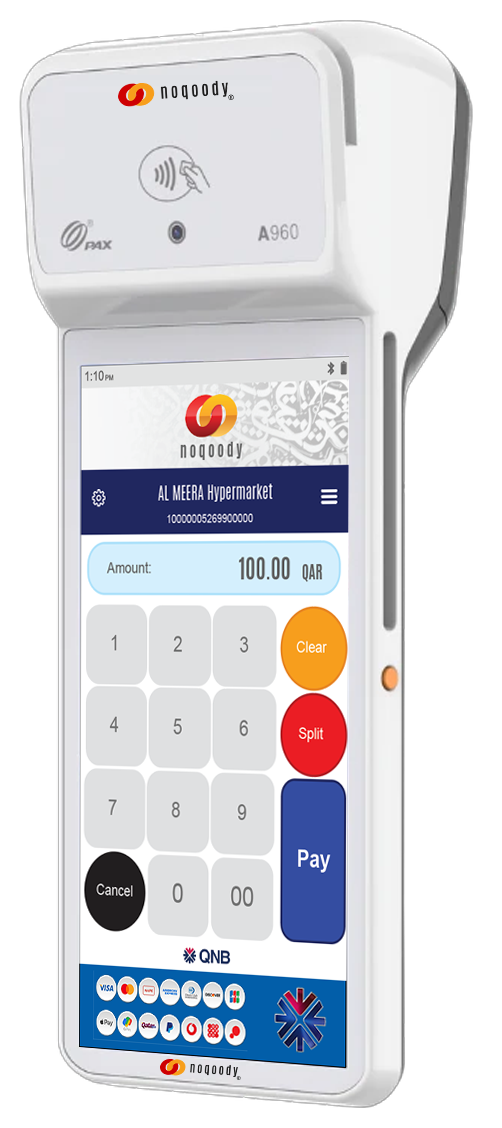 noqoody®
PAX®
A960
1:10 PM
noqoody
AL MEERA Hypermarket
10000005269900000
Amount: 100.00 QAR
1 2 3 Clear
4 5 6 Split
7 8 9 Pay
Cancel 0 00
QNB
VISA
Pay
noqoody®